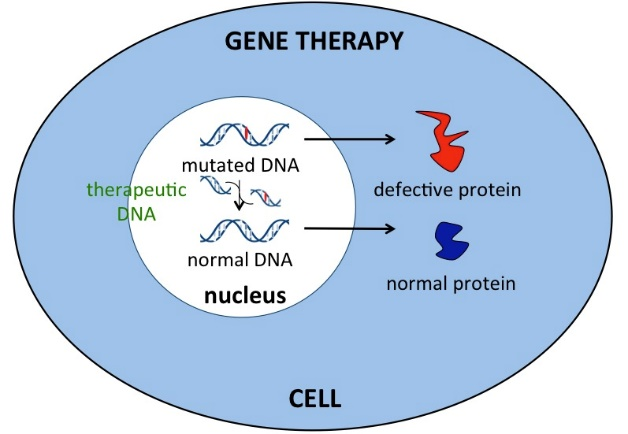 GENE THERAPY
mutated DNA
therapeutic
DNA
defective protein
normal DNA
normal protein
nucleus
CELL